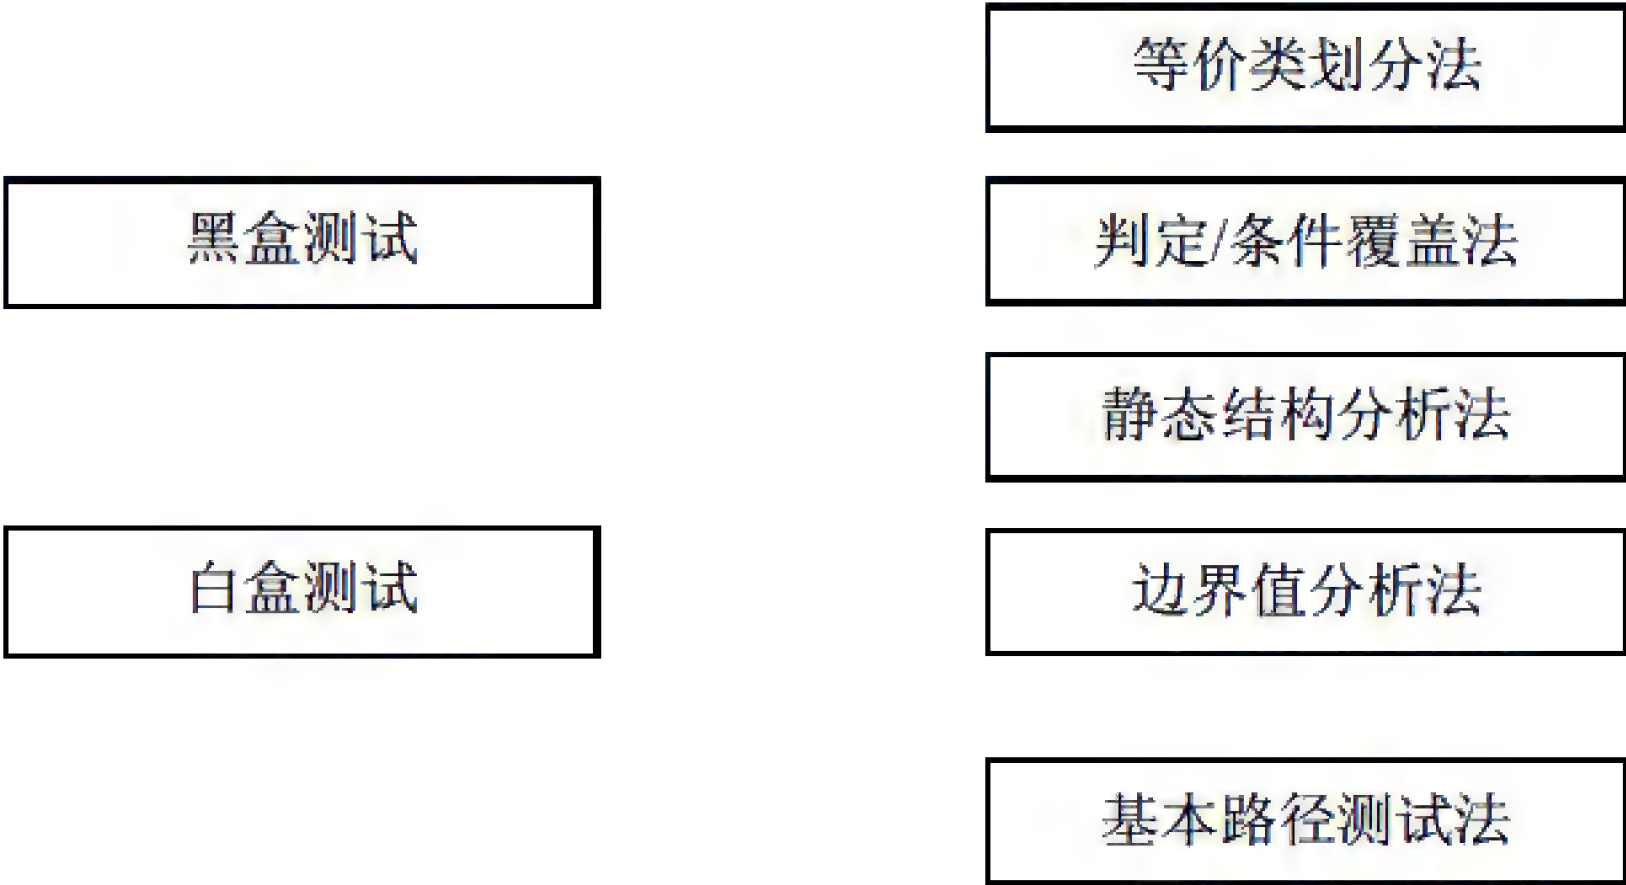 等价类划分法
黑盒测试
判定/条件覆盖法
静态结构分析法
白盒测试
边界值分析法
基本路径测试法